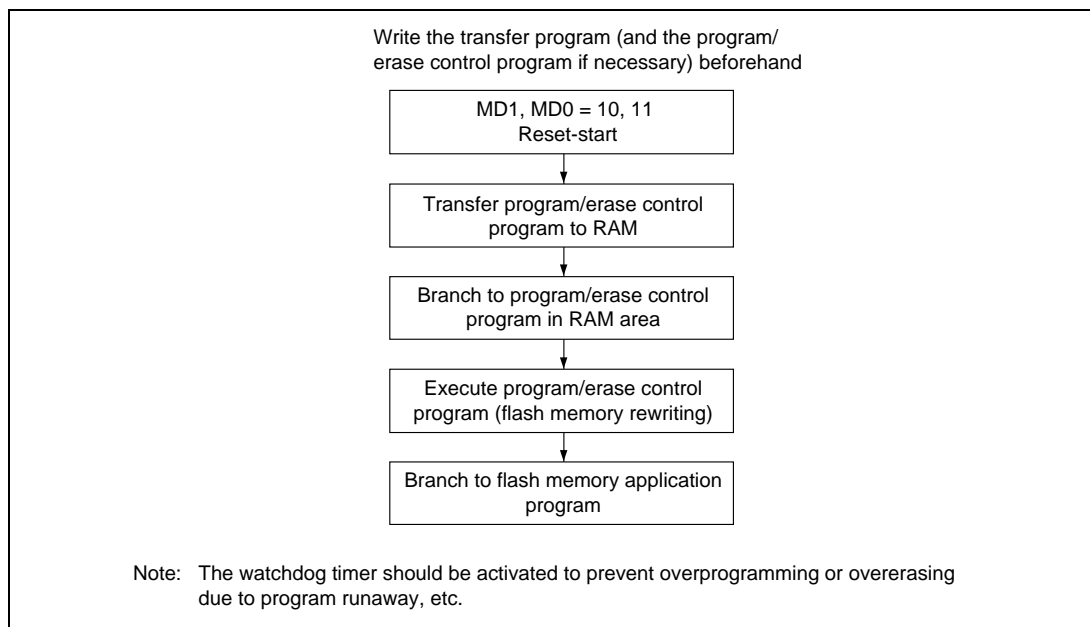 Write the transfer program (and the program/
erase control program if necessary) beforehand
MD1, MD0 = 10, 11
Reset-start
Transfer program/erase control
program to RAM
Branch to program/erase control
program in RAM area
Execute program/erase control
program (flash memory rewriting)
Branch to flash memory application
program
Note: The watchdog timer should be activated to prevent overprogramming or overerasing
due to program runaway, etc.